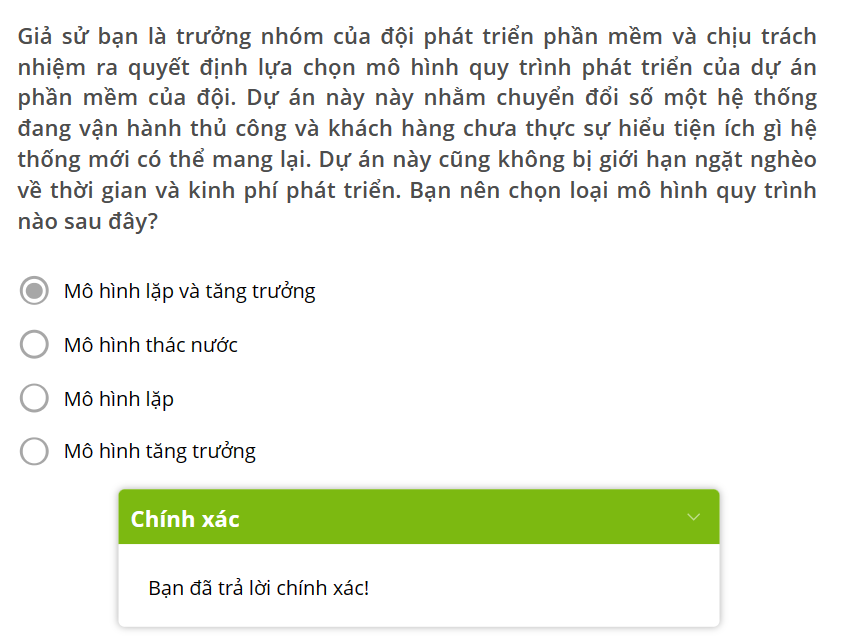 Giả sử bạn là trưởng nhóm của đội phát triển phần mềm và chịu trách
nhiệm ra quyết định lựa chọn mô hình quy trình phát triển của dự án
phần mềm của đội. Dự án này này nhằm chuyển đổi số một hệ thống
đang vận hành thủ công và khách hàng chưa thực sự hiểu tiện ích gì hệ
thống mới có thể mang lại. Dự án này cũng không bị giới hạn ngặt nghèo
về thời gian và kinh phí phát triển. Bạn nên chọn loại mô hình quy trình
nào sau đây?
Mô hình lặp và tăng trưởng
Mô hình thác nước
Mô hình lặp
Mô hình tăng trưởng
Chính xác
Bạn đã trả lời chính xác!